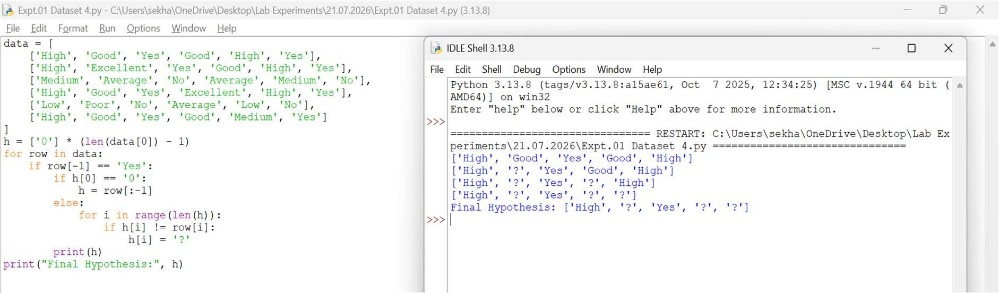 Expt.01 Dataset 4.py - C:\Users\sekha\OneDrive\Desktop\Lab Experiments\21.07.2026\Expt.01 Dataset 4.py (3.13.8)
File Edit Format Run Options Window Help
data = [
    ['High', 'Good', 'Yes', 'Good', 'High', 'Yes'],
    ['High', 'Excellent', 'Yes', 'Good', 'High', 'Yes'],
    ['Medium', 'Average', 'No', 'Average', 'Medium', 'No'],
    ['High', 'Good', 'Yes', 'Excellent', 'High', 'Yes'],
    ['Low', 'Poor', 'No', 'Average', 'Low', 'No'],
    ['High', 'Good', 'Yes', 'Good', 'Medium', 'Yes']
]
h = ['0'] * (len(data[0]) - 1)
for row in data:
    if row[-1] == 'Yes':
        if h[0] == '0':
            h = row[:-1]
        else:
            for i in range(len(h)):
                if h[i] != row[i]:
                    h[i] = '?'
        print(h)
print("Final Hypothesis:", h)
IDLE Shell 3.13.8
File Edit Shell Debug Options Window Help
Python 3.13.8 (tags/v3.13.8:a15ae61, Oct  7 2025, 12:34:25) [MSC v.1944 64 bit (
AMD64)] on win32
Enter "help" below or click "Help" above for more information.
>>>
================================ RESTART: C:\Users\sekha\OneDrive\Desktop\Lab Ex
periments\21.07.2026\Expt.01 Dataset 4.py ===============================
['High', 'Good', 'Yes', 'Good', 'High']
['High', '?', 'Yes', 'Good', 'High']
['High', '?', 'Yes', '?', 'High']
['High', '?', 'Yes', '?', '?']
Final Hypothesis: ['High', '?', 'Yes', '?', '?']
>>>